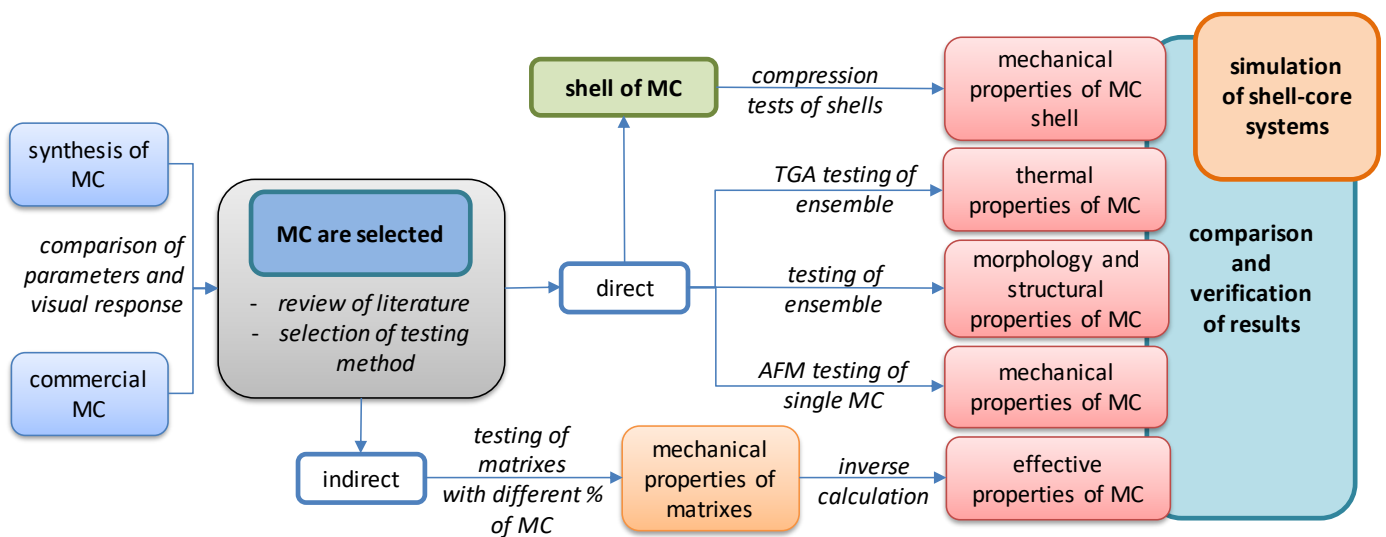 synthesis of
MC
comparison of
parameters and
visual response
commercial
MC
MC are selected
- review of literature
- selection of testing
method
shell of MC
compression
tests of shells
mechanical
properties of MC
shell
direct
TGA testing of
ensemble
thermal
properties of MC
testing of
ensemble
morphology and
structural
properties of MC
AFM testing of
single MC
mechanical
properties of MC
indirect
testing of
matrixes
with different %
of MC
mechanical
properties of
matrixes
inverse
calculation
effective
properties of MC
simulation
of shell-core
systems
comparison
and
verification
of results